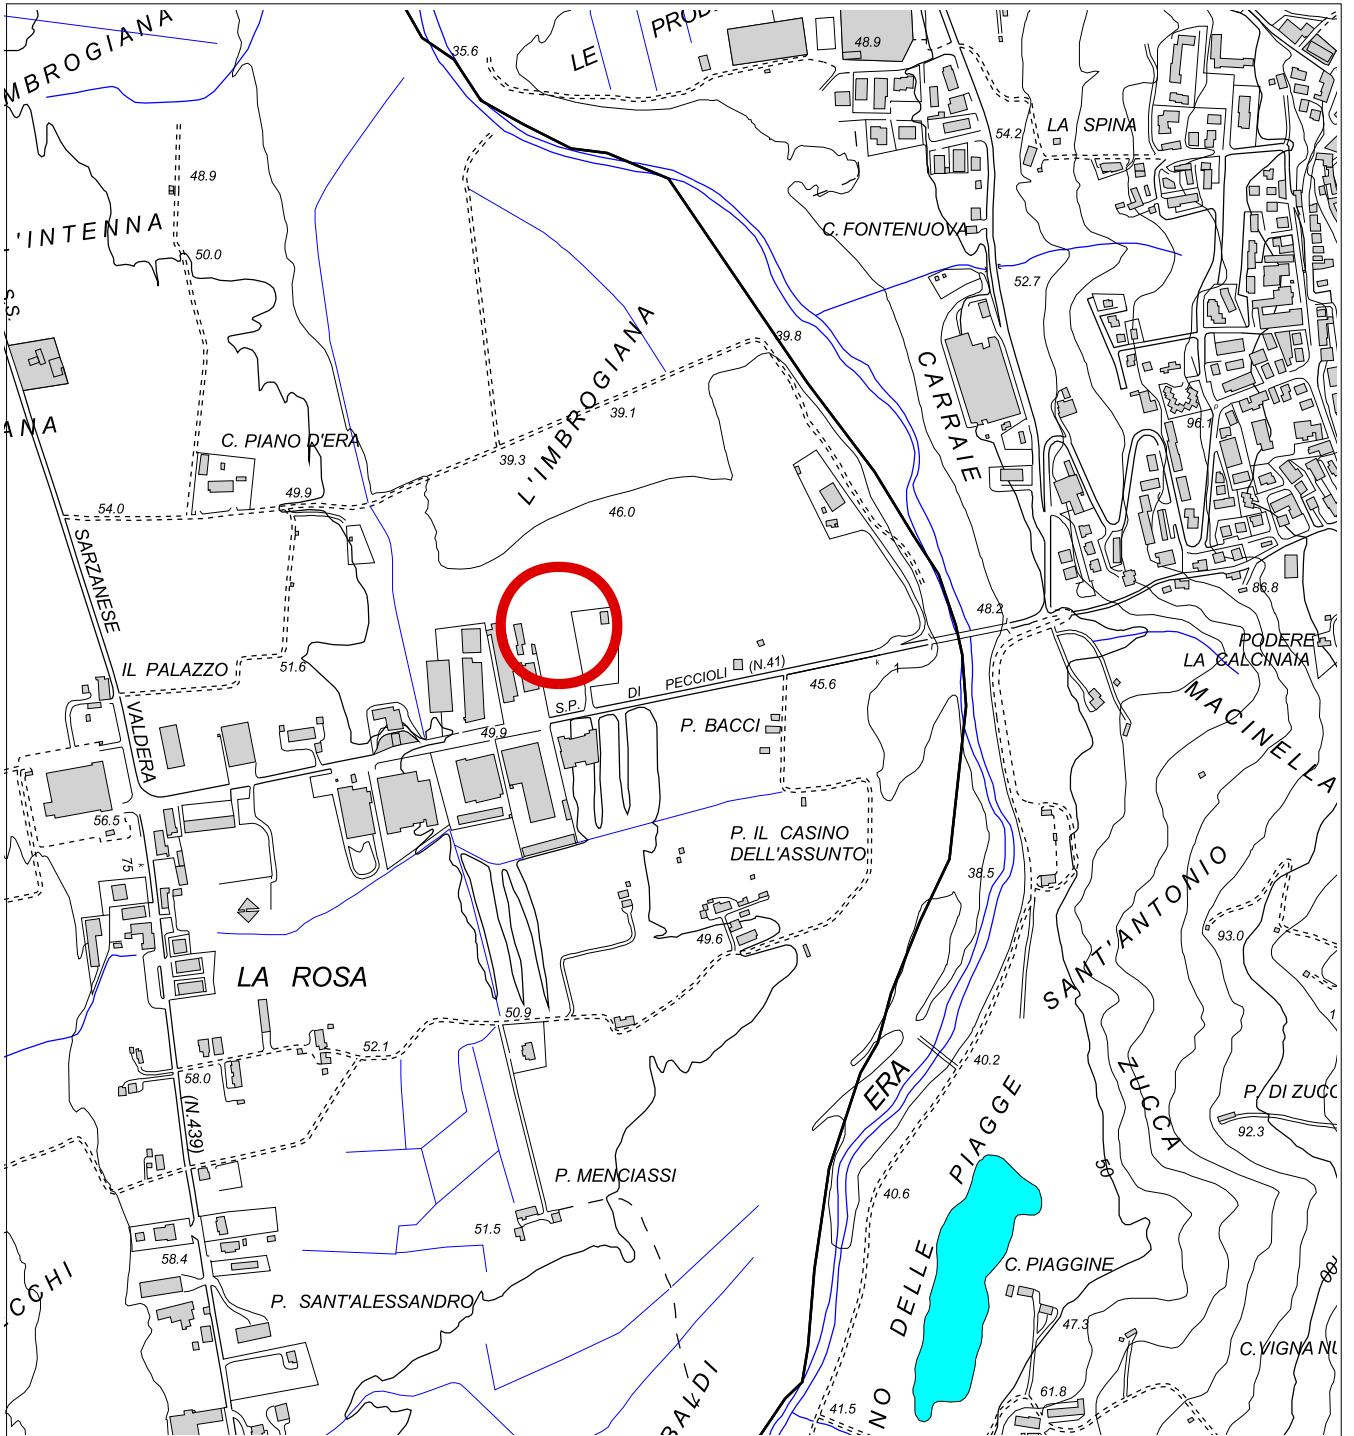 MBROGIANA
35.6
LE
PROD
48.9
LA SPINA
54.2
48.9
'INTENNA
50.0
C. FONTENUOVA
52.7
S.S.
39.8
L'IMBROGIANA
CARRAIE
39.1
96.1
ANA
C. PIANO D'ERA
39.3
49.9
54.0
46.0
SARZANESE
86.8
48.2
PODERE
LA CALCINAIA
IL PALAZZO
51.6
S.P. DI PECCIOLI (N.41)
1
45.6
MACINELLA
VALDERA
49.9
P. BACCI
56.5
75
P. IL CASINO
DELL'ASSUNTO
38.5
SANT'ANTONIO
93.0
49.6
LA ROSA
50.9
52.1
1
40.2
58.0
ERA
ZUCCA
P. DI ZUCC
92.3
(N.439)
50
P. MENCIASSI
PIAGGE
40.6
51.5
58.4
DELLE
C. PIAGGINE
CCHI
P. SANT'ALESSANDRO
47.3
C. VIGNA NU
00
61.8
BALDI
NO
41.5